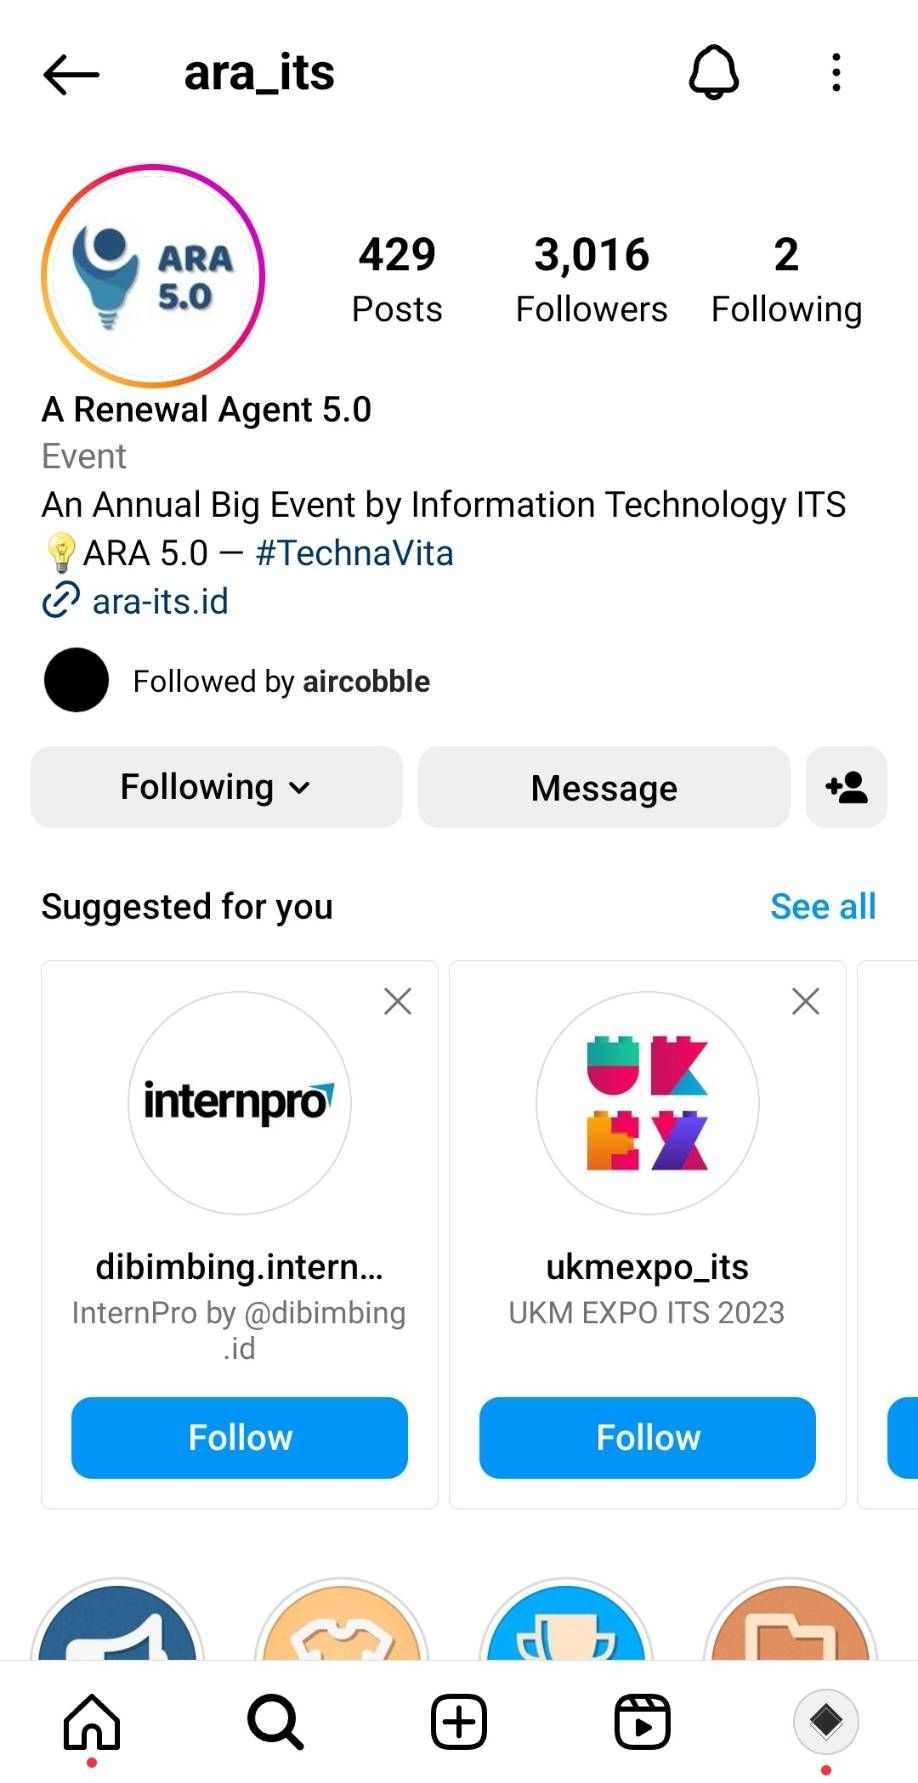 ara_its
ARA
5.0
429 3,016 2
Posts Followers Following
A Renewal Agent 5.0
Event
An Annual Big Event by Information Technology ITS
💡ARA 5.0 — #TechnaVita
ara-its.id
Followed by aircobble
Following Message
Suggested for you See all
internpro
UK
EX
dibimbing.intern... ukmexpo_its
InternPro by @dibimbing UKM EXPO ITS 2023
.id
Follow Follow